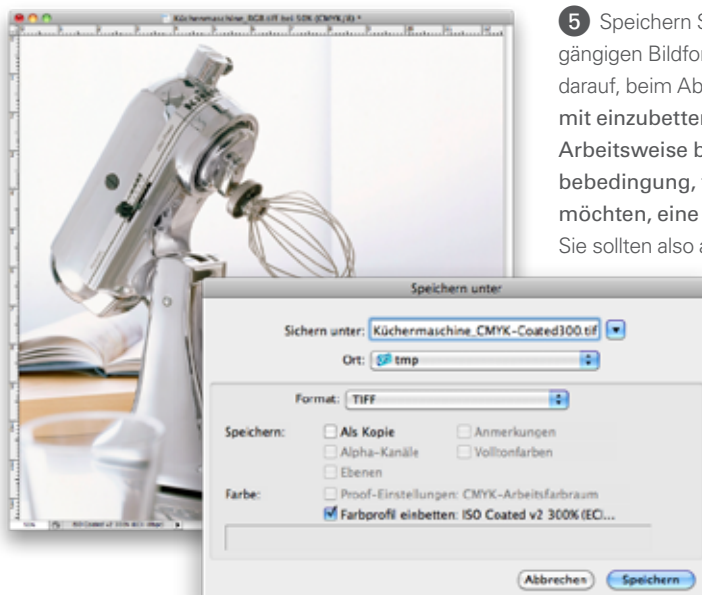 Küchenmaschine_RGB.tiff bei 50% (CMYK/8) *
5 Speichern S
gängigen Bildfor
darauf, beim Ab
mit einzubetten
Arbeitsweise b
bebedingung,
möchten, eine
Sie sollten also a
Speichern unter
Sichern unter: Küchermaschine_CMYK-Coated300.tif
Ort: tmp
Format: TIFF
Speichern: Als Kopie Anmerkungen
Alpha-Kanäle Volltonfarben
Ebenen
Farbe: Proof-Einstellungen: CMYK-Arbeitsfarbraum
Farbprofil einbetten: ISO Coated v2 300% (ECI...
50%
Abbrechen Speichern